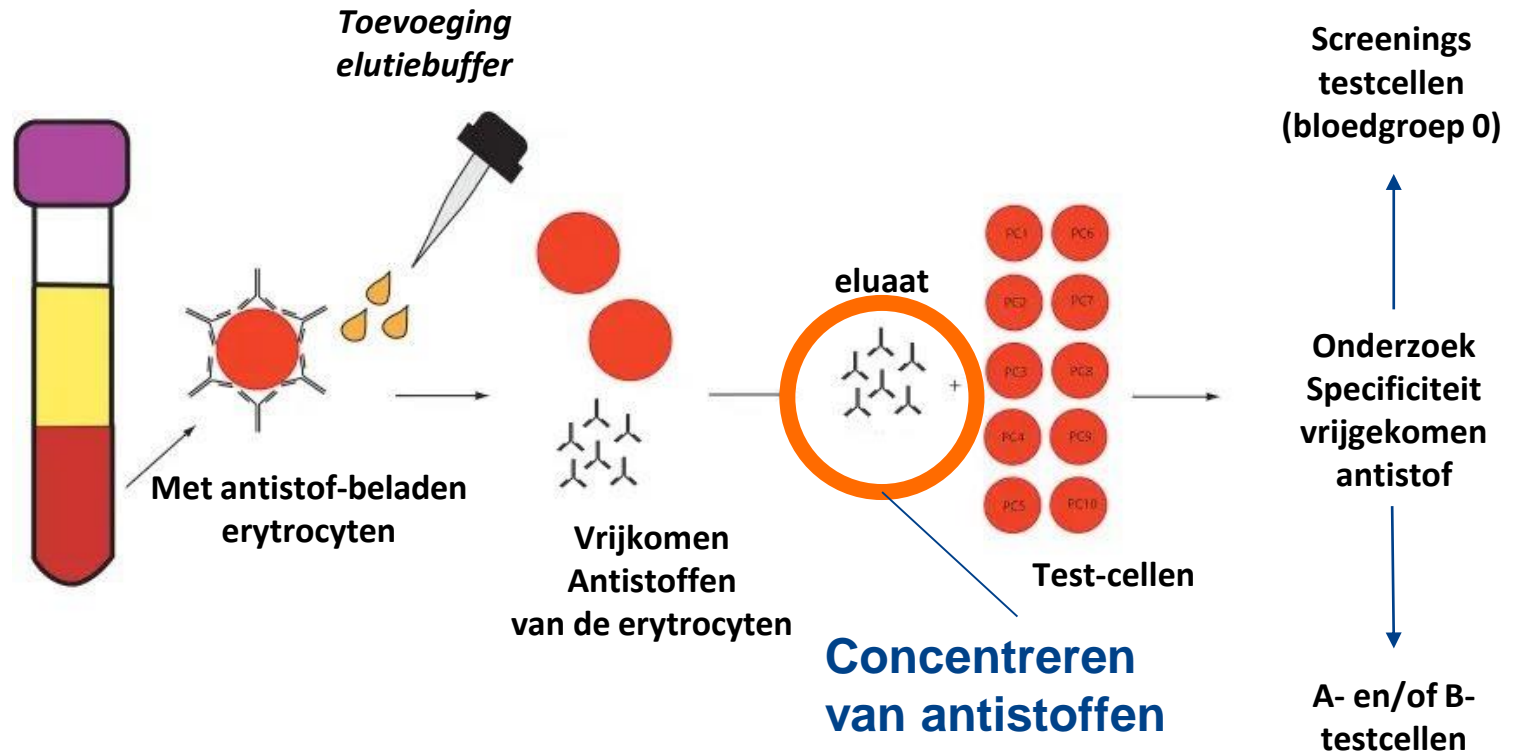 Toevoeging
elutiebuffer
Met antistof-beladen
erytrocyten
Vrijkomen
Antistoffen
van de erytrocyten
eluaat
+
PC1 PC6
PC2 PC7
PC3 PC8
PC4 PC9
PC5 PC10
Test-cellen
Concentreren
van antistoffen
Screenings
testcellen
(bloedgroep 0)
Onderzoek
Specificiteit
vrijgekomen
antistof
A- en/of B-
testcellen